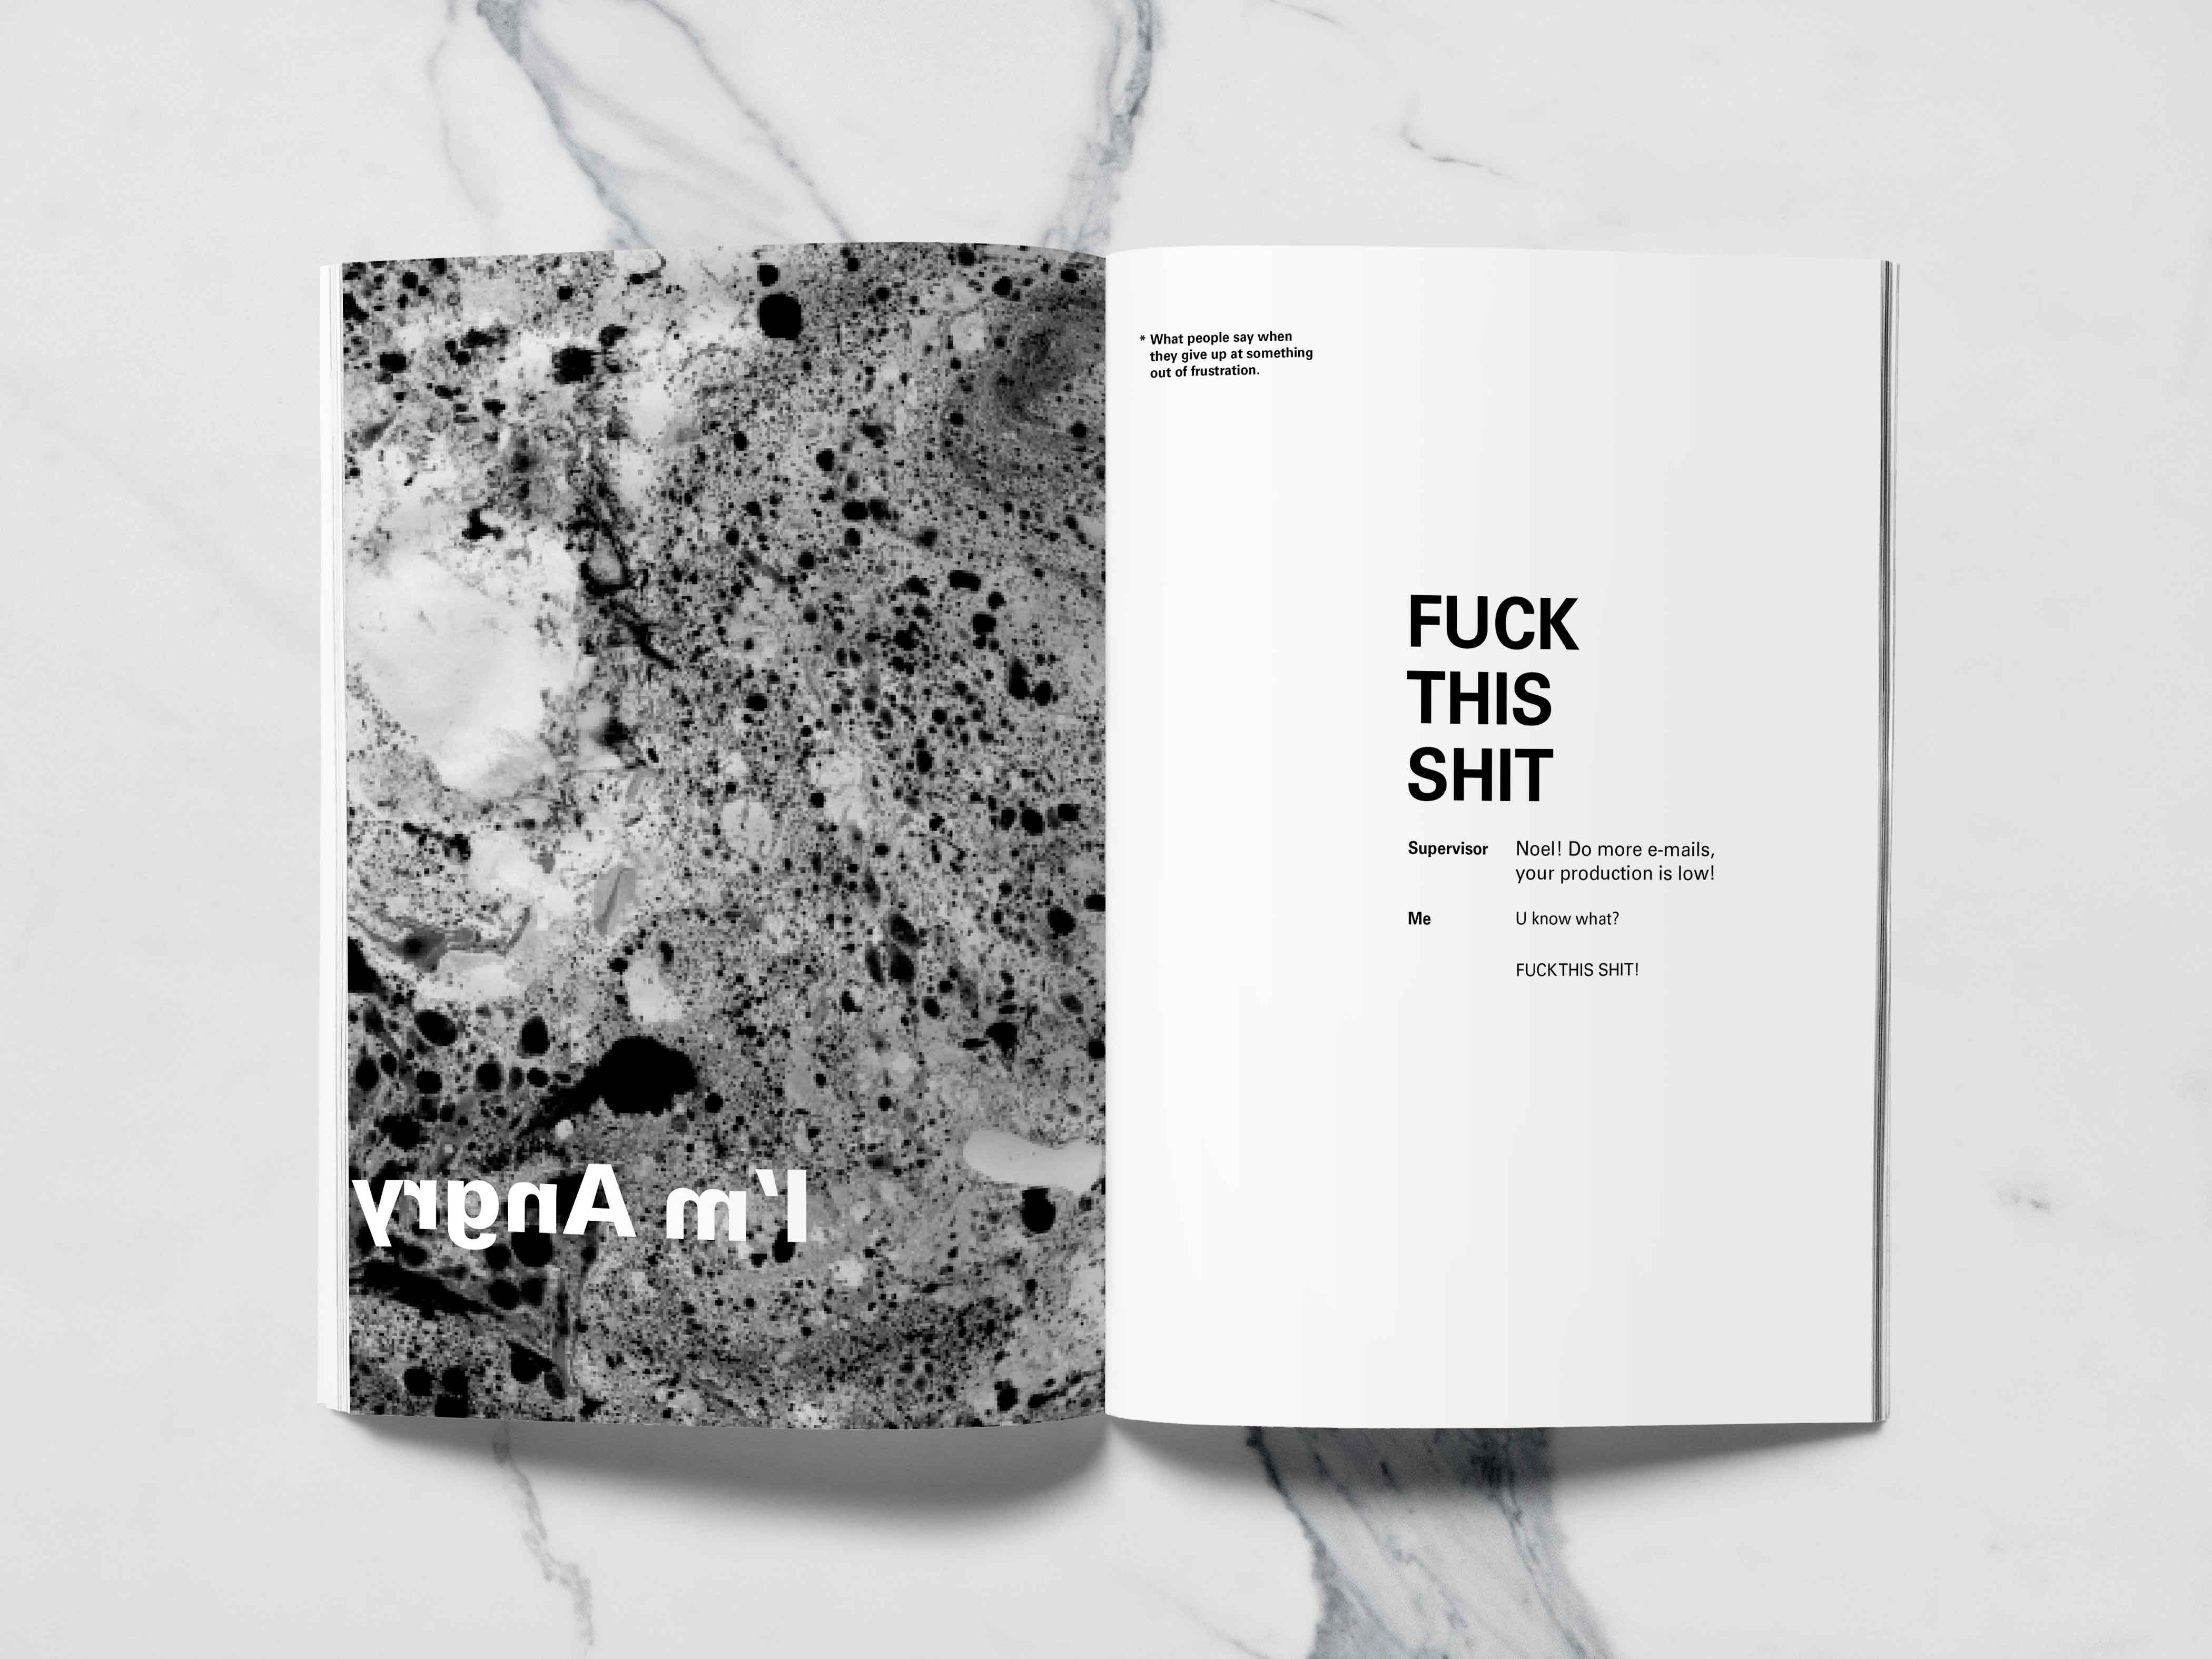 I'm Angry
* What people say when
they give up at something
out of frustration.
FUCK
THIS
SHIT
Supervisor Noel! Do more e-mails,
your production is low!
Me U know what?
FUCKTHIS SHIT!